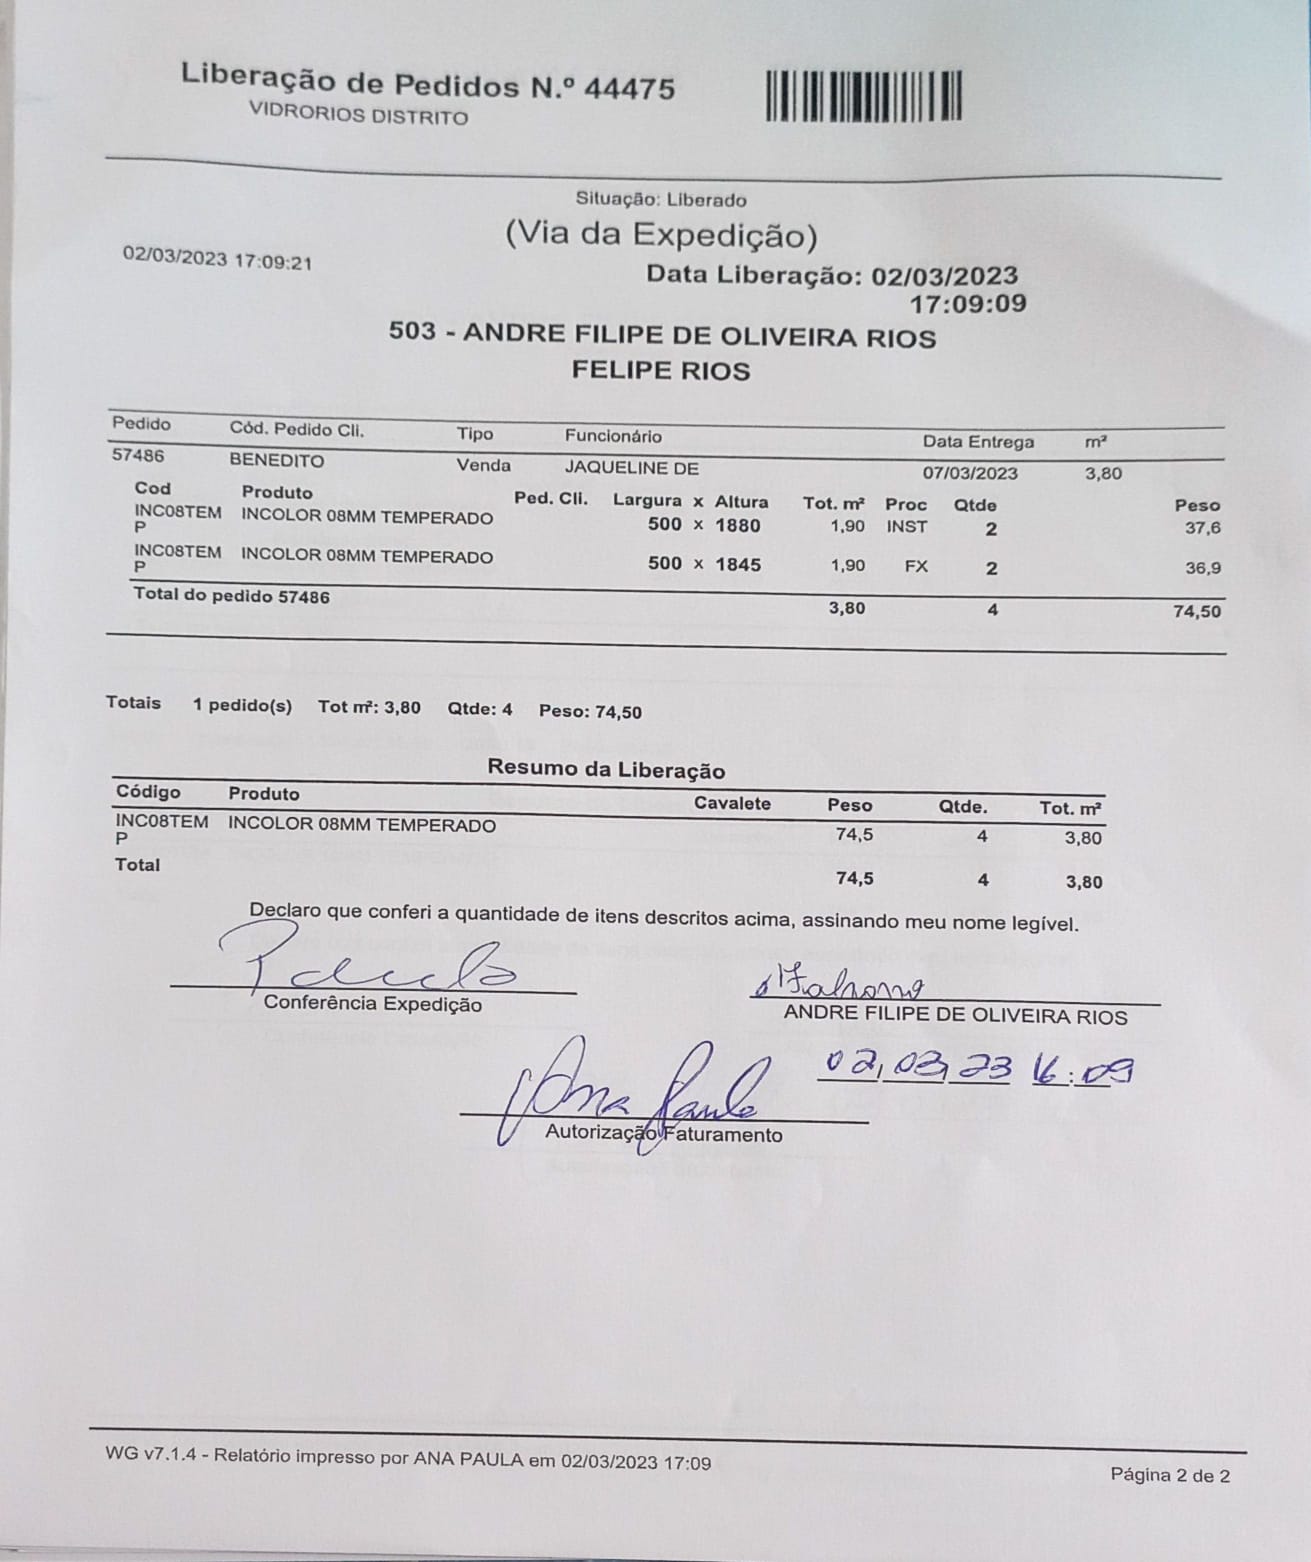 Liberação de Pedidos N.º 44475
VIDRORIOS DISTRITO
Situação: Liberado
(Via da Expedição)
02/03/2023 17:09:21
Data Liberação: 02/03/2023
17:09:09
503 - ANDRE FILIPE DE OLIVEIRA RIOS
FELIPE RIOS
Pedido Cód. Pedido Cli. Tipo Funcionário Data Entrega m²
57486 BENEDITO Venda JAQUELINE DE 07/03/2023 3,80
Cod Produto Ped. Cli. Largura x Altura Tot. m² Proc Qtde Peso
INC08TEM INCOLOR 08MM TEMPERADO 500 x 1880 1,90 INST 2 37,6
P
INC08TEM INCOLOR 08MM TEMPERADO 500 x 1845 1,90 FX 2 36,9
P
Total do pedido 57486 3,80 4 74,50
Totais 1 pedido(s) Tot m²: 3,80 Qtde: 4 Peso: 74,50
Resumo da Liberação
Código Produto Cavalete Peso Qtde. Tot. m²
INC08TEM INCOLOR 08MM TEMPERADO 74,5 4 3,80
P
Total 74,5 4 3,80
Declaro que conferi a quantidade de itens descritos acima, assinando meu nome legível.
Conferência Expedição
ANDRE FILIPE DE OLIVEIRA RIOS
02, 03, 23 16:09
Ana Paula
Autorização Faturamento
WG v7.1.4 - Relatório impresso por ANA PAULA em 02/03/2023 17:09
Página 2 de 2